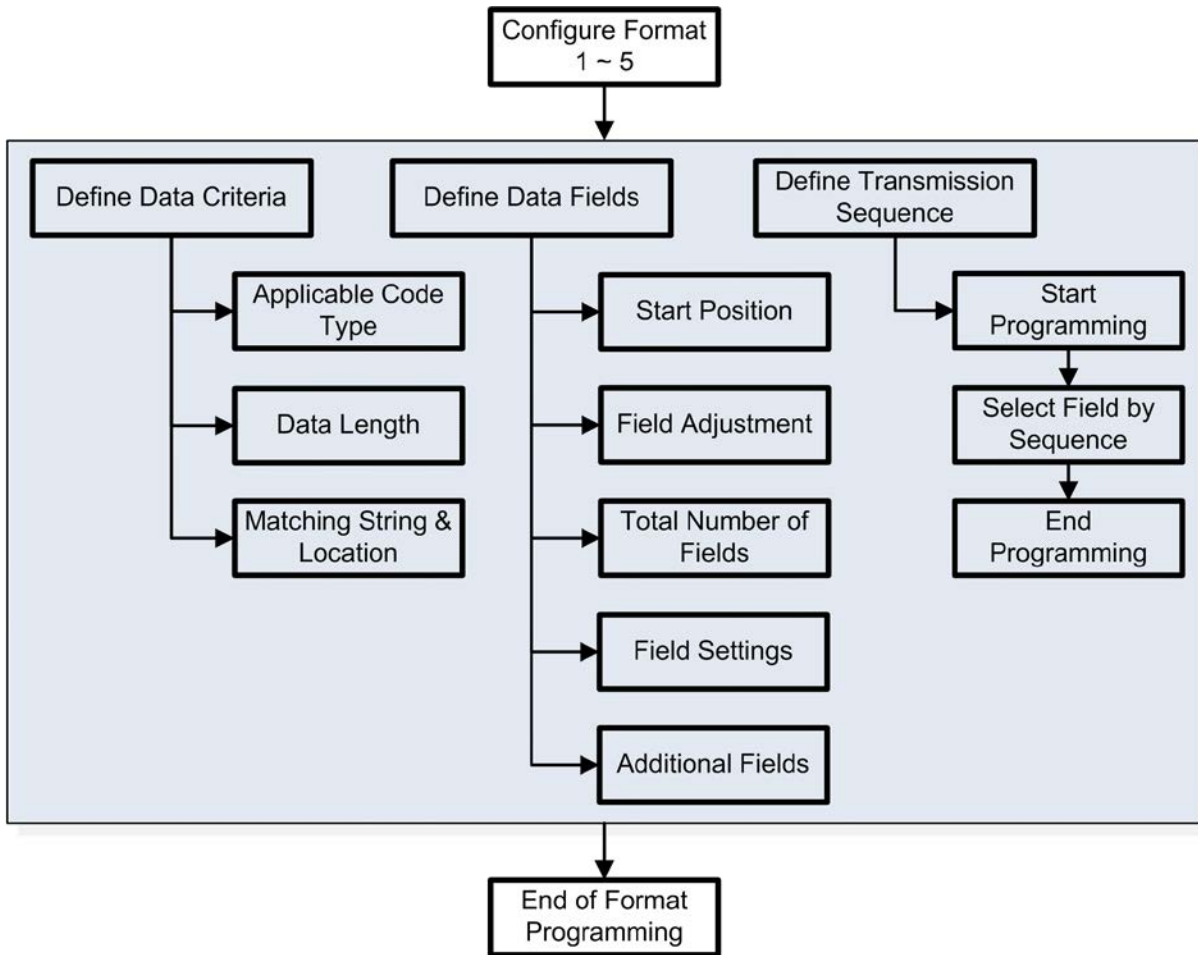 Configure Format
1 ~ 5
Define Data Criteria
Applicable Code
Type
Data Length
Matching String &
Location
Define Data Fields
Start Position
Field Adjustment
Total Number of
Fields
Field Settings
Additional Fields
Define Transmission
Sequence
Start
Programming
Select Field by
Sequence
End
Programming
End of Format
Programming